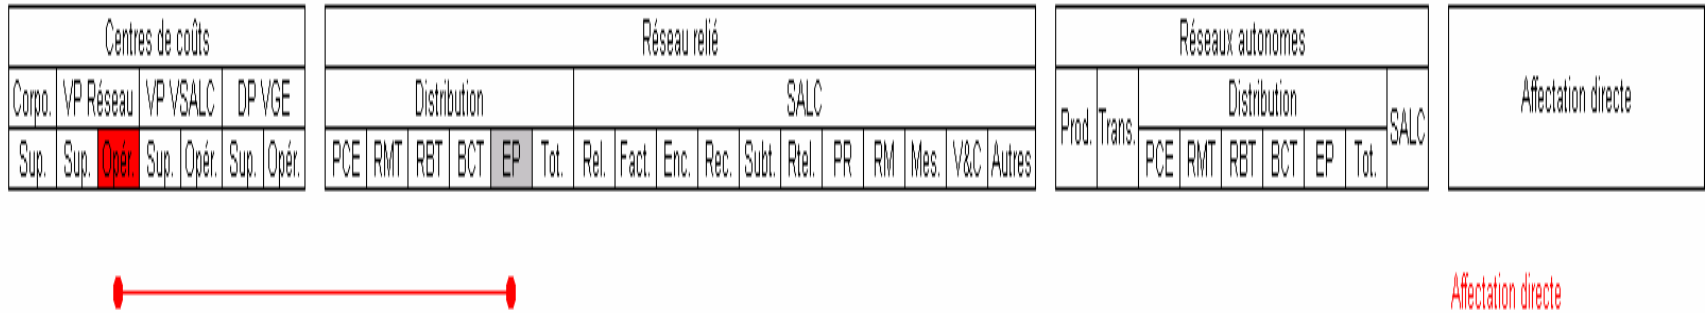 Centres de coûts Réseau relié Réseaux autonomes Affectation directe
Corpo. VP Réseau VP VSALC DP VGE Distribution SALC Prod. Trans. Distribution SALC
Sup. Sup. Opér. Sup. Opér. Sup. Opér. PCE RMT RBT BCT EP Tot. Rel. Fact. Enc. Rec. Subt. Rtel. PR RM Mes. V&C Autres PCE RMT RBT BCT EP Tot.
Affectation directe